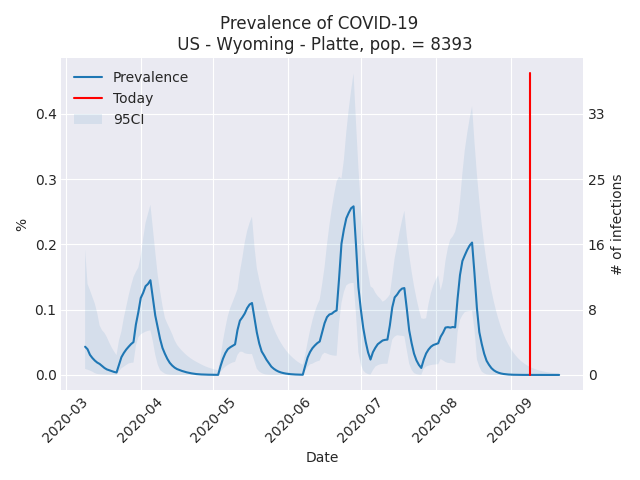 Prevalence of COVID-19
US - Wyoming - Platte, pop. = 8393
Prevalence
Today
95CI
%
0.4
0.3
0.2
0.1
0.0
# of infections
33
25
16
8
0
2020-03
2020-04
2020-05
2020-06
2020-07
2020-08
2020-09
Date